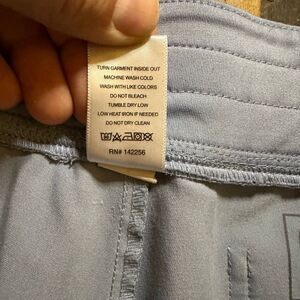 TURN GARMENT INSIDE OUT
MACHINE WASH COLD
WASH WITH LIKE COLORS
DO NOT BLEACH
TUMBLE DRY LOW
LOW HEAT IRON IF NEEDED
DO NOT DRY CLEAN
RN# 142256